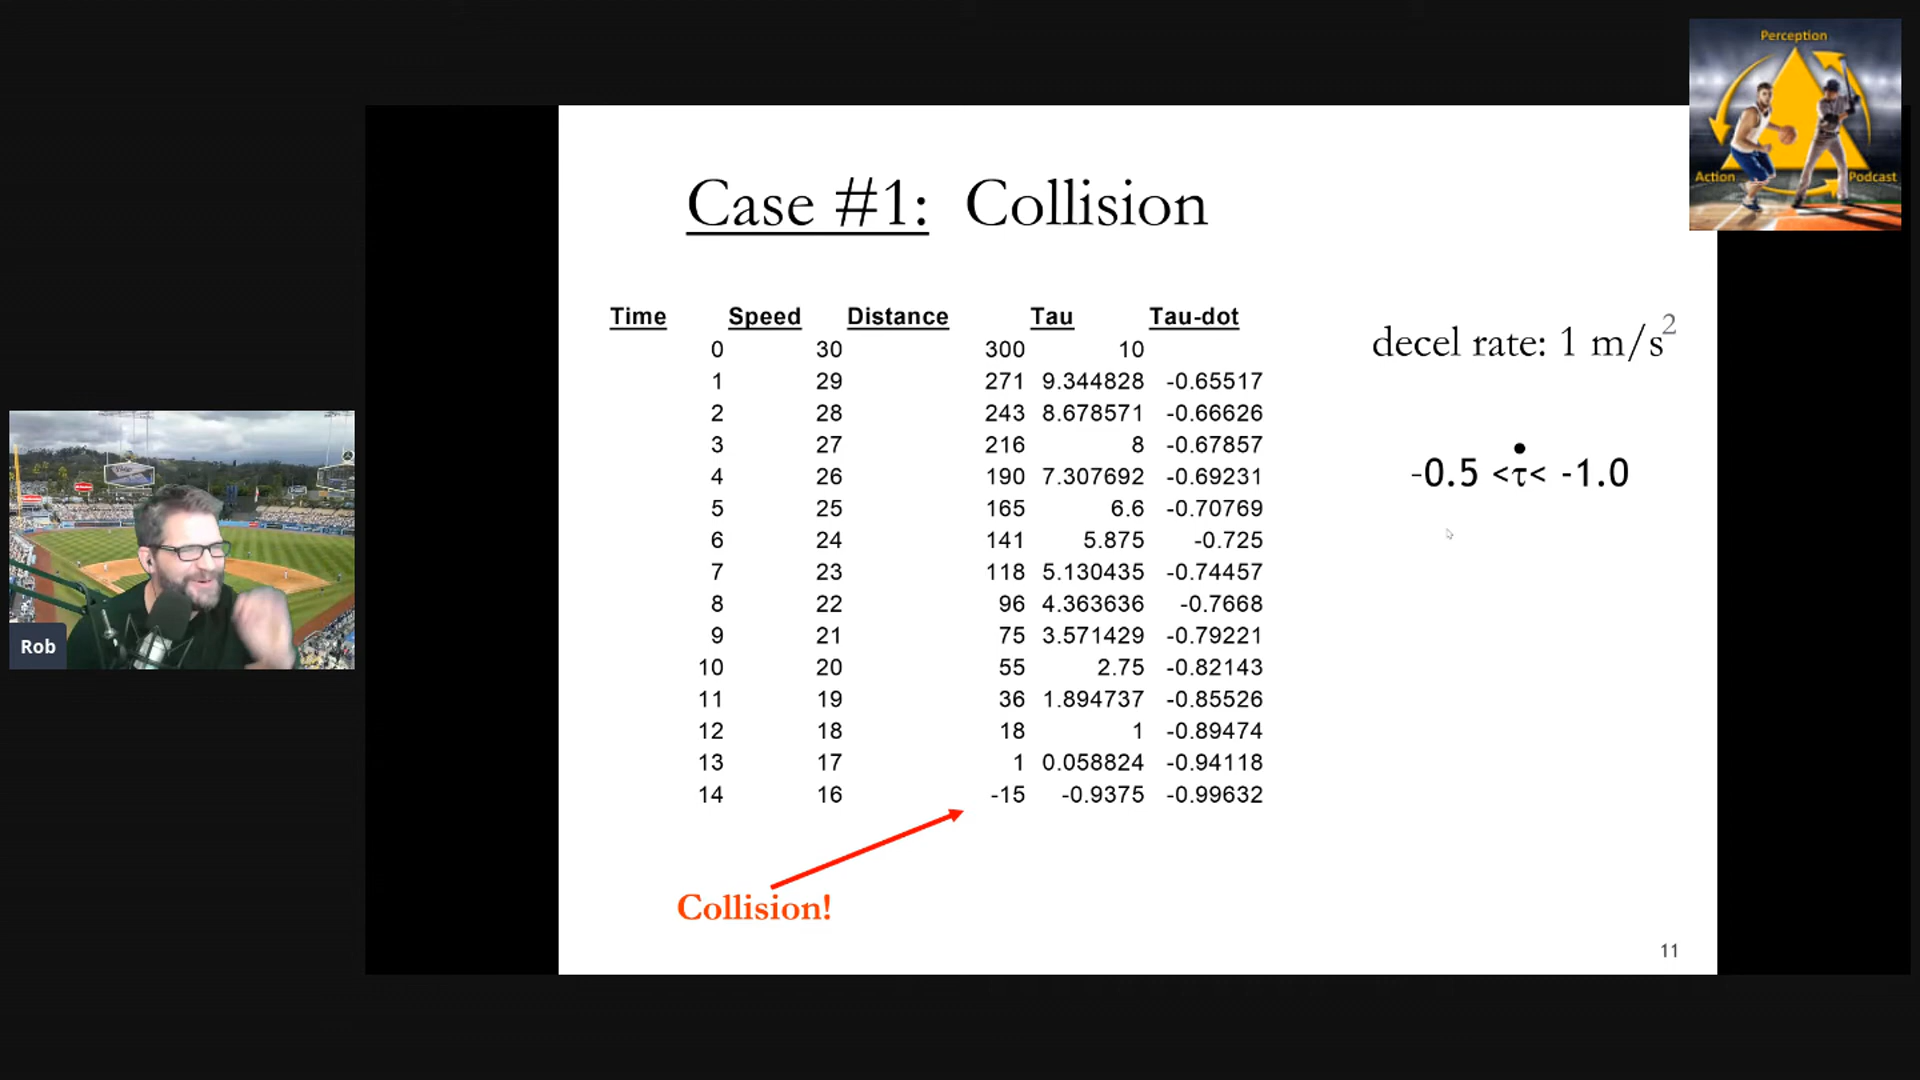 Perception
Action Podcast
Case #1: Collision
Time Speed Distance Tau Tau-dot
0 30 300 10
1 29 271 9.344828 -0.65517
2 28 243 8.678571 -0.66626
3 27 216 8 -0.67857
4 26 190 7.307692 -0.69231
5 25 165 6.6 -0.70769
6 24 141 5.875 -0.725
7 23 118 5.130435 -0.74457
8 22 96 4.363636 -0.7668
9 21 75 3.571429 -0.79221
10 20 55 2.75 -0.82143
11 19 36 1.894737 -0.85526
12 18 18 1 -0.89474
13 17 1 0.058824 -0.94118
14 16 -15 -0.9375 -0.99632
decel rate: 1 m/s²
-0.5 <τ̇< -1.0
Rob
Collision!
11